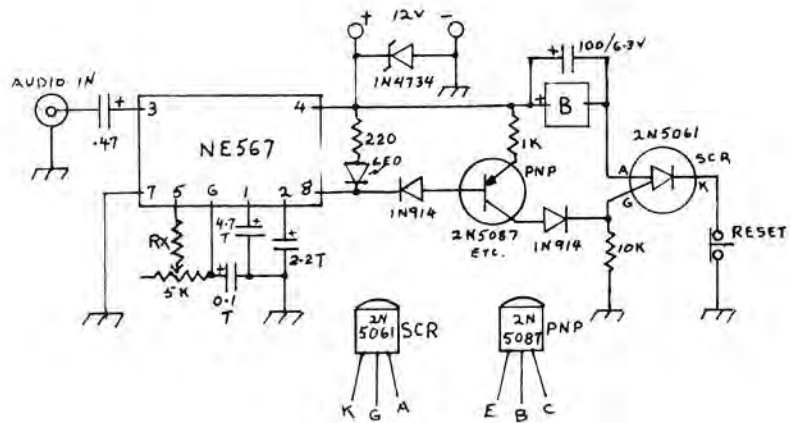 + 12V -
100/6.3V
AUDIO IN
+
1N4734
+ B
3
4
2N5061
.47
220
1K
SCR
NE567
LED
PNP
A
K
G
7 5 6 1 2 8
1N914
RESET
4.7
T
2N5087
ETC.
1N914
RX
2.2T
10K
5K
0.1
T
2N
5061
SCR
2N
5087
PNP
K G A
E B C